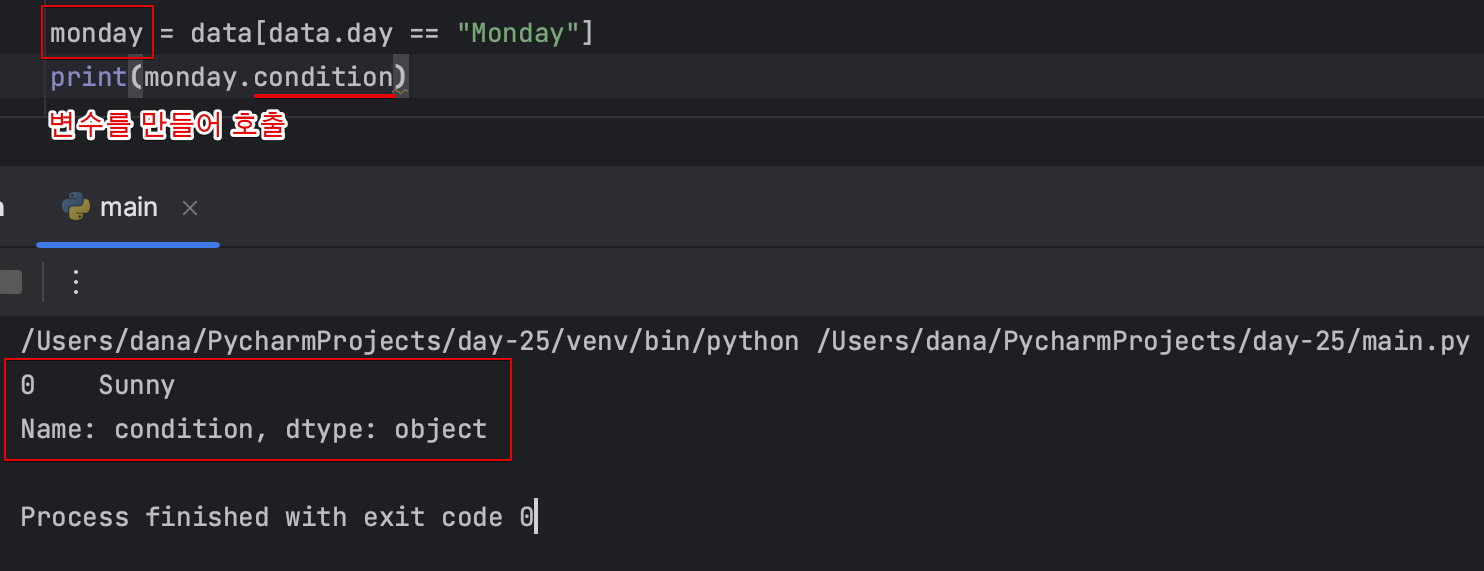 monday = data[data.day == "Monday"]
print(monday.condition)
변수를 만들어 호출
main
/Users/dana/PycharmProjects/day-25/venv/bin/python /Users/dana/PycharmProjects/day-25/main.py
0    Sunny
Name: condition, dtype: object
Process finished with exit code 0